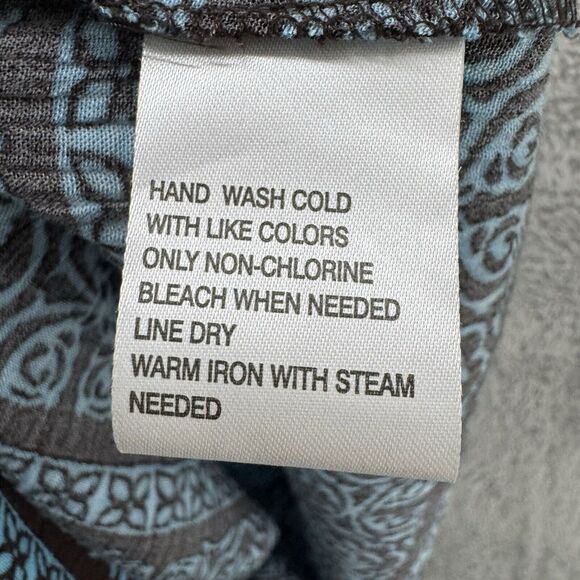 HAND WASH COLD
WITH LIKE COLORS
ONLY NON-CHLORINE
BLEACH WHEN NEEDED
LINE DRY
WARM IRON WITH STEAM
NEEDED